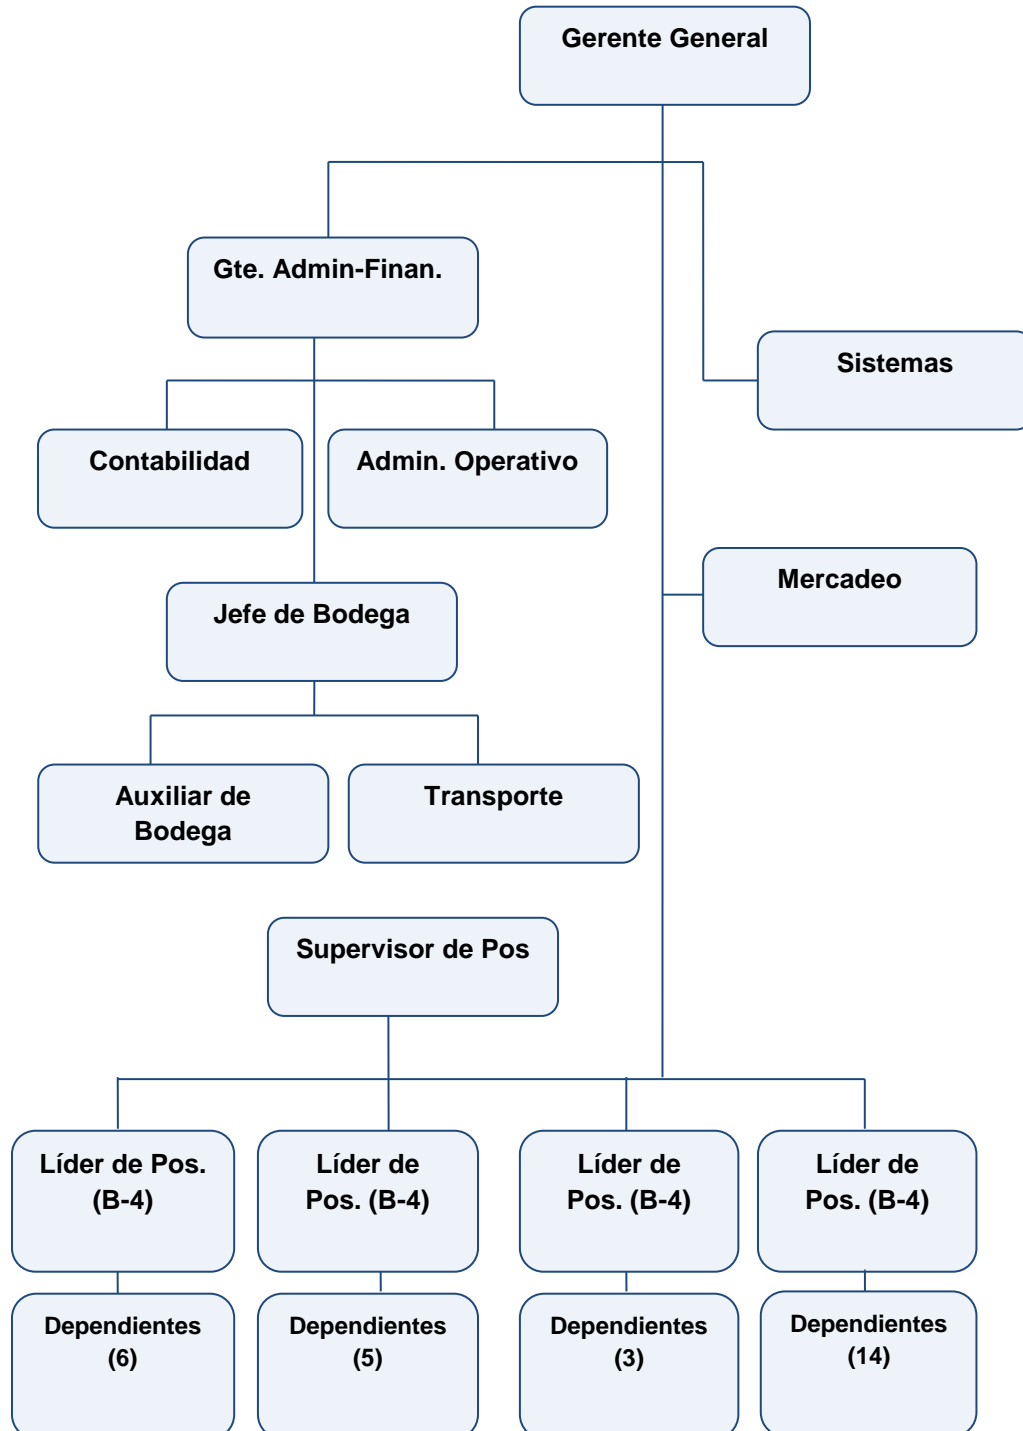 Gerente General
Gte. Admin-Finan.
Sistemas
Contabilidad
Admin. Operativo
Mercadeo
Jefe de Bodega
Auxiliar de
Bodega
Transporte
Supervisor de Pos
Líder de Pos.
(B-4)
Líder de
Pos. (B-4)
Líder de
Pos. (B-4)
Líder de
Pos. (B-4)
Dependientes
(6)
Dependientes
(5)
Dependientes
(3)
Dependientes
(14)